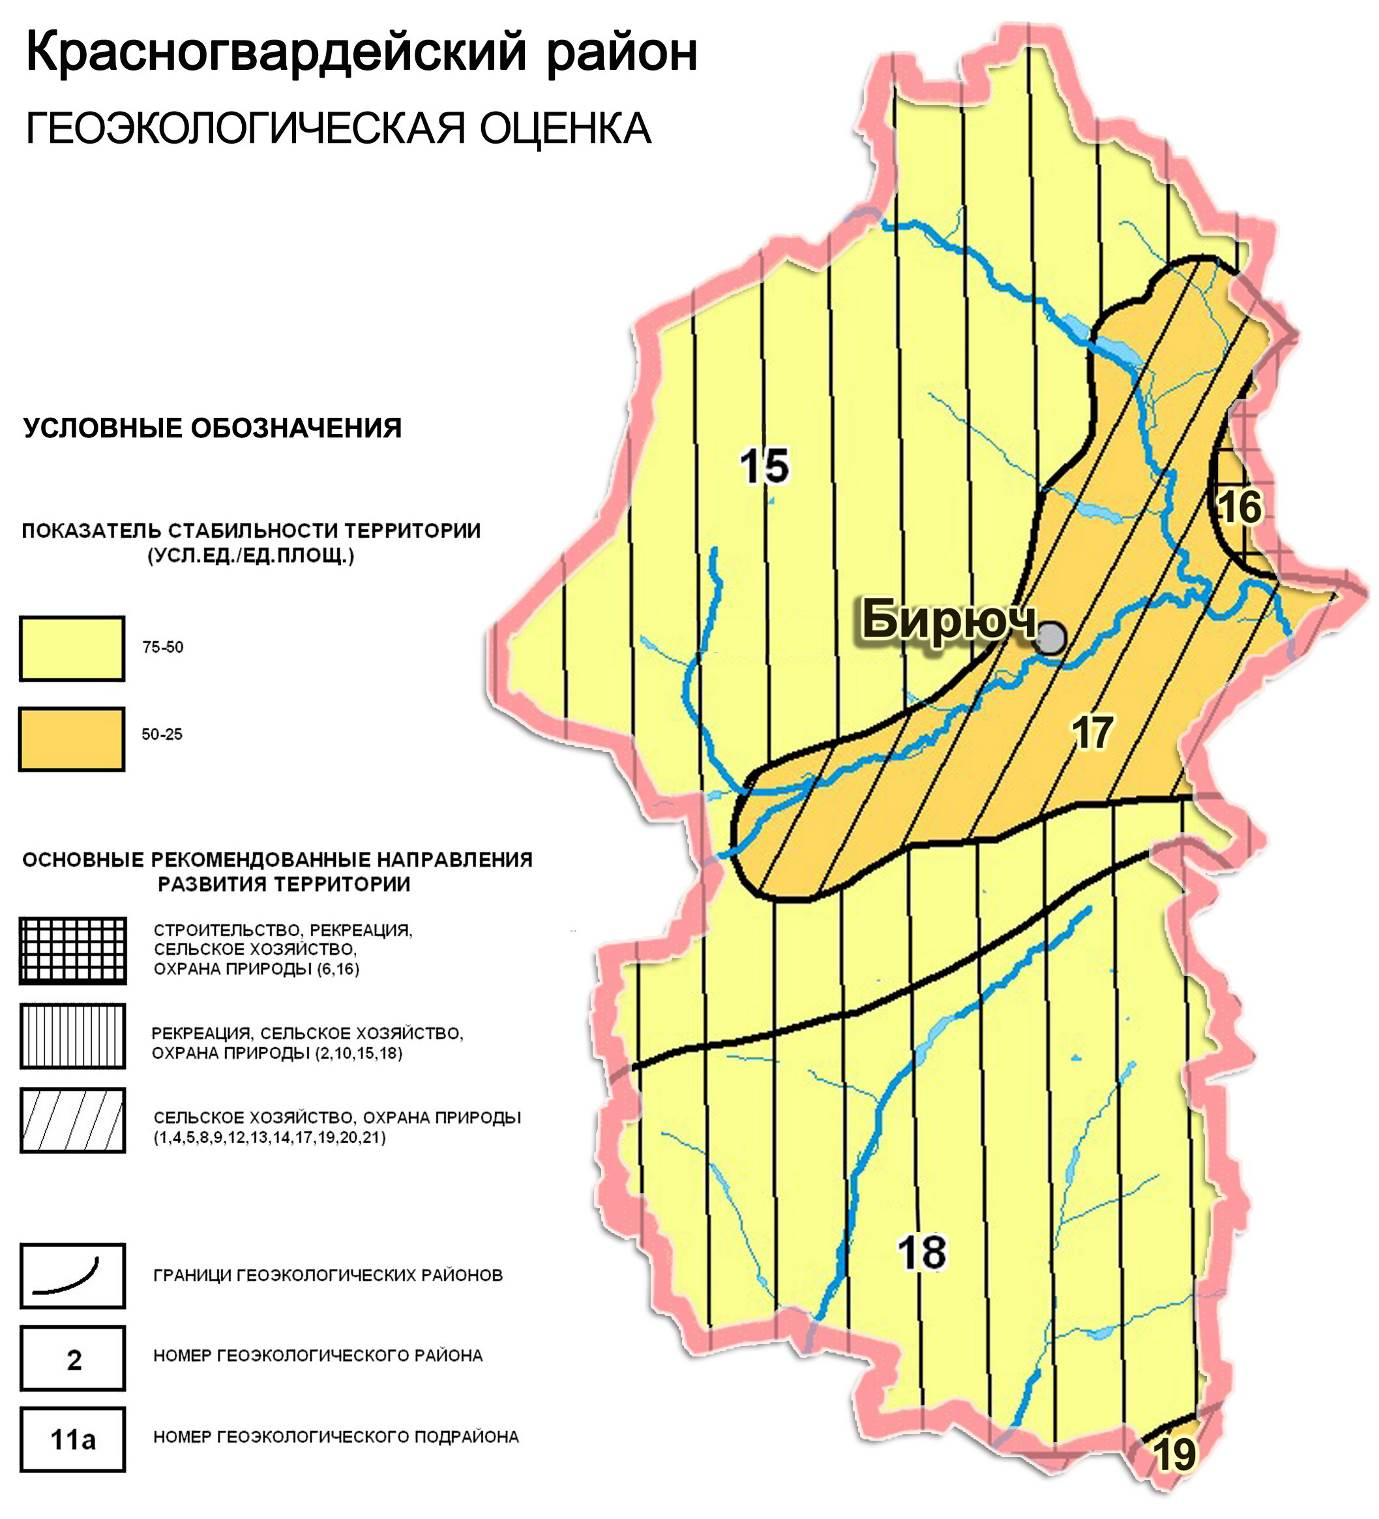 Красногвардейский район
ГЕОЭКОЛОГИЧЕСКАЯ ОЦЕНКА
УСЛОВНЫЕ ОБОЗНАЧЕНИЯ
ПОКАЗАТЕЛЬ СТАБИЛЬНОСТИ ТЕРРИТОРИИ
(УСЛ.ЕД./ЕД.ПЛОЩ.)
75-50
50-25
ОСНОВНЫЕ РЕКОМЕНДОВАННЫЕ НАПРАВЛЕНИЯ
РАЗВИТИЯ ТЕРРИТОРИИ
СТРОИТЕЛЬСТВО, РЕКРЕАЦИЯ,
СЕЛЬСКОЕ ХОЗЯЙСТВО,
ОХРАНА ПРИРОДЫ (6,16)
РЕКРЕАЦИЯ, СЕЛЬСКОЕ ХОЗЯЙСТВО,
ОХРАНА ПРИРОДЫ (2,10,15,18)
СЕЛЬСКОЕ ХОЗЯЙСТВО, ОХРАНА ПРИРОДЫ
(1,4,5,8,9,12,13,14,17,19,20,21)
ГРАНИЦИ ГЕОЭКОЛОГИЧЕСКИХ РАЙОНОВ
2
НОМЕР ГЕОЭКОЛОГИЧЕСКОГО РАЙОНА
11а
НОМЕР ГЕОЭКОЛОГИЧЕСКОГО ПОДРАЙОНА
15
16
Бирюч
17
18
19